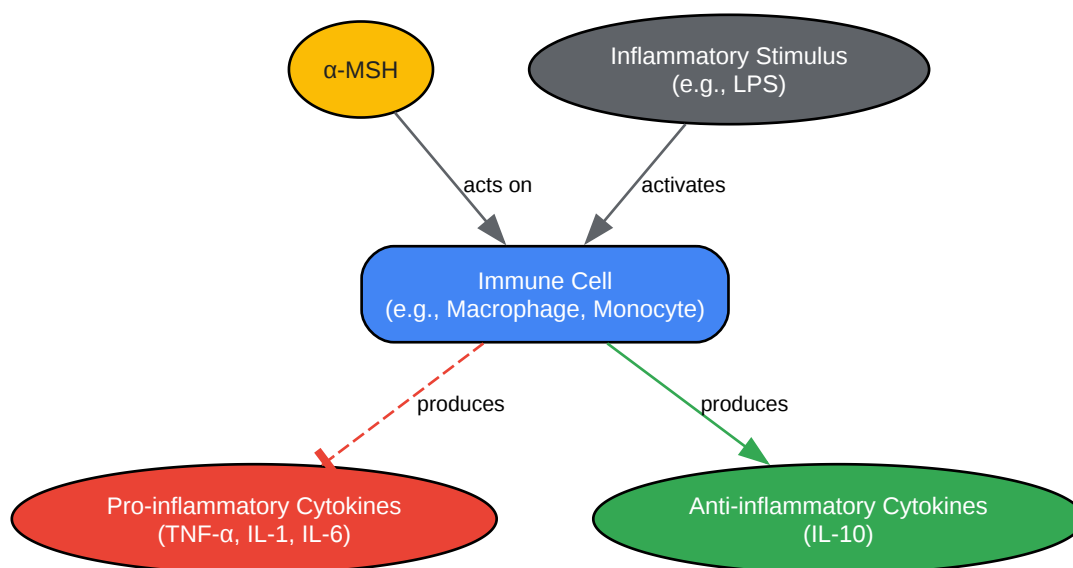 α-MSH
Inflammatory Stimulus
(e.g., LPS)
acts on
activates
Immune Cell
(e.g., Macrophage, Monocyte)
produces
produces
Pro-inflammatory Cytokines
(TNF-α, IL-1, IL-6)
Anti-inflammatory Cytokines
(IL-10)